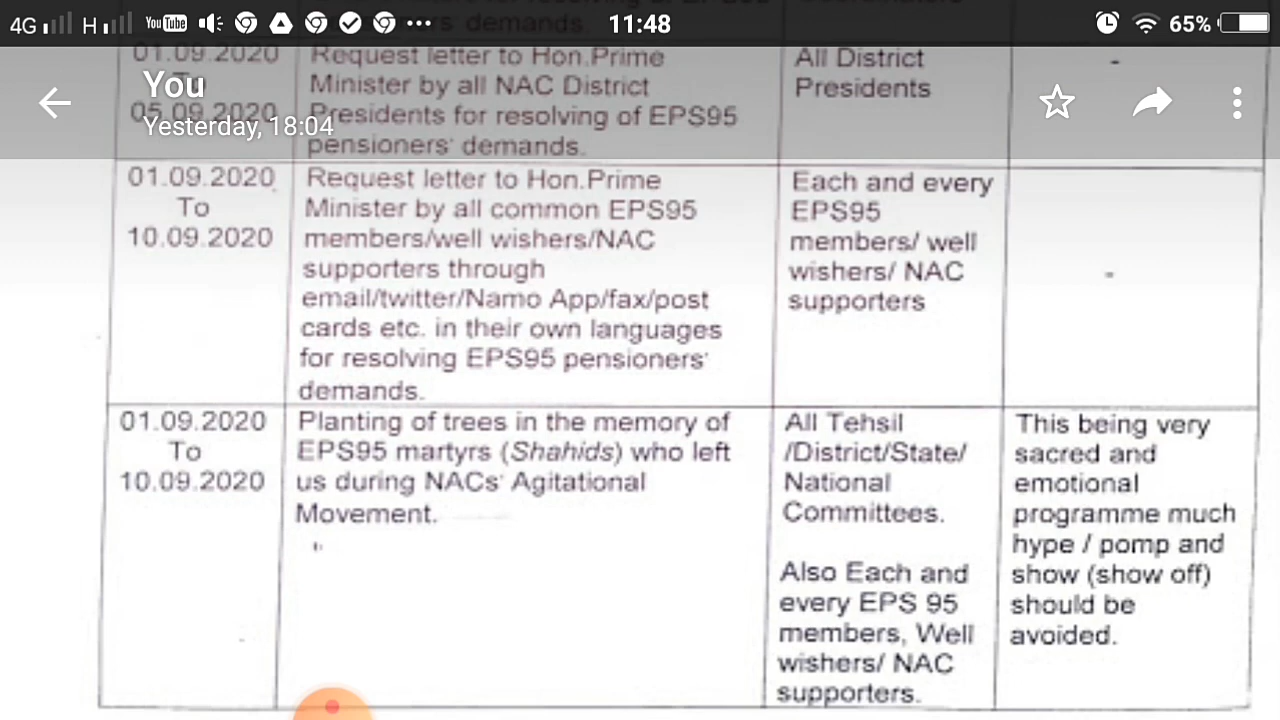 4G H YouTube 11:48 65%
ners' demands.
01.09.2020
To
05.09.2020
Request letter to Hon.Prime
Minister by all NAC District
Presidents for resolving of EPS95
pensioners' demands.
All District
Presidents
-
You
Yesterday, 18:04
01.09.2020
To
10.09.2020
Request letter to Hon.Prime
Minister by all common EPS95
members/well wishers/NAC
supporters through
email/twitter/Namo App/fax/post
cards etc. in their own languages
for resolving EPS95 pensioners'
demands.
Each and every
EPS95
members/ well
wishers/ NAC
supporters
-
01.09.2020
To
10.09.2020
Planting of trees in the memory of
EPS95 martyrs (Shahids) who left
us during NACs' Agitational
Movement.
All Tehsil
/District/State/
National
Committees.
Also Each and
every EPS 95
members, Well
wishers/ NAC
supporters.
This being very
sacred and
emotional
programme much
hype / pomp and
show (show off)
should be
avoided.